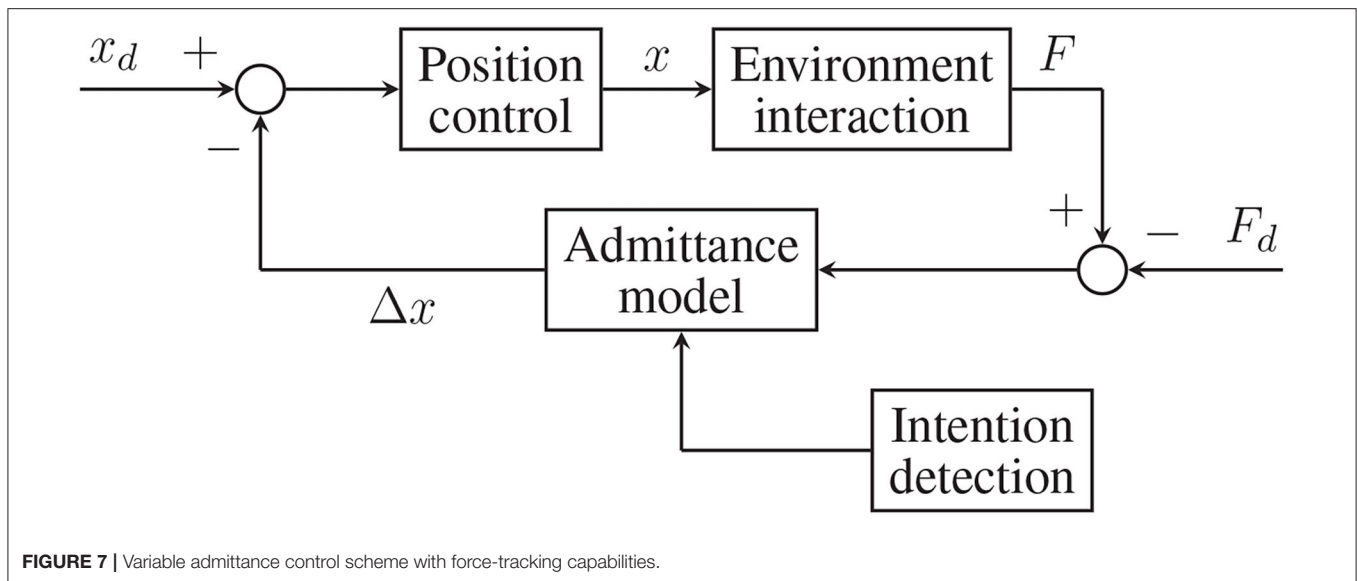 x_d + x F
Position
control
Environment
interaction
−
+ − F_d
Admittance
model
Δx
Intention
detection
FIGURE 7 | Variable admittance control scheme with force-tracking capabilities.